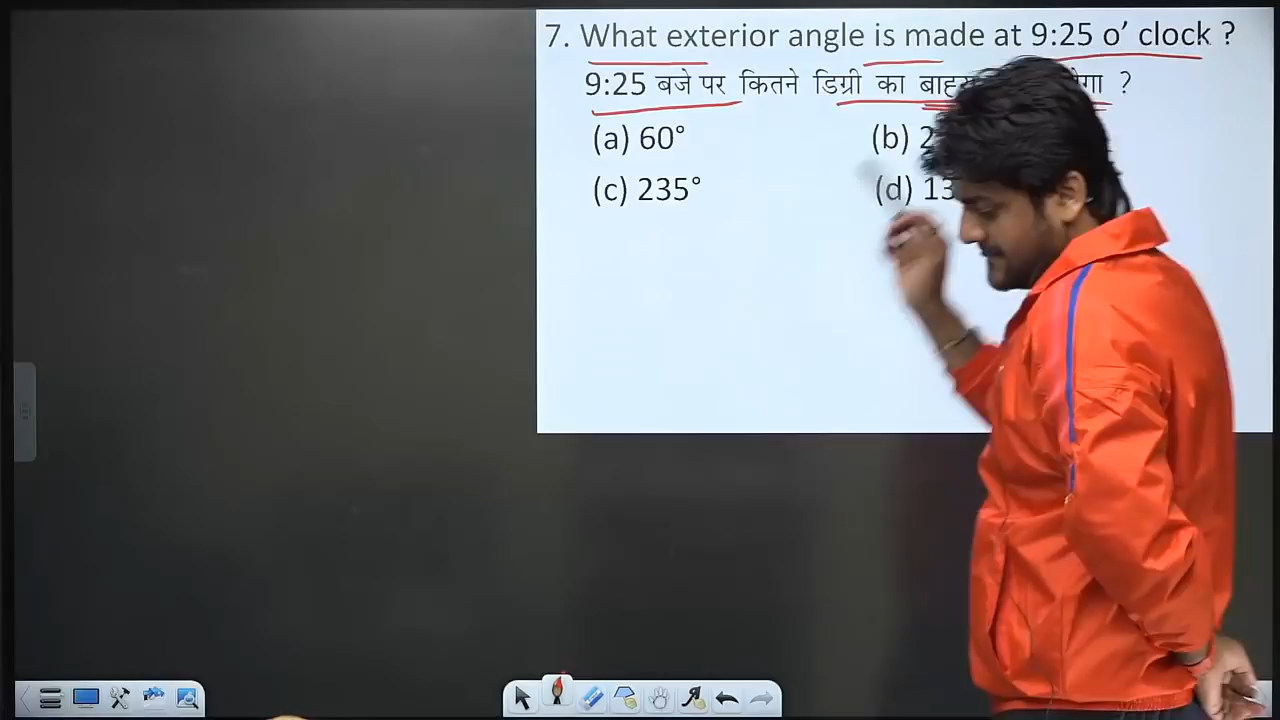 7. What exterior angle is made at 9:25 o’ clock ?
9:25 बजे पर कितने डिग्री का ?
(a) 60° (b)
(c) 235° (d)